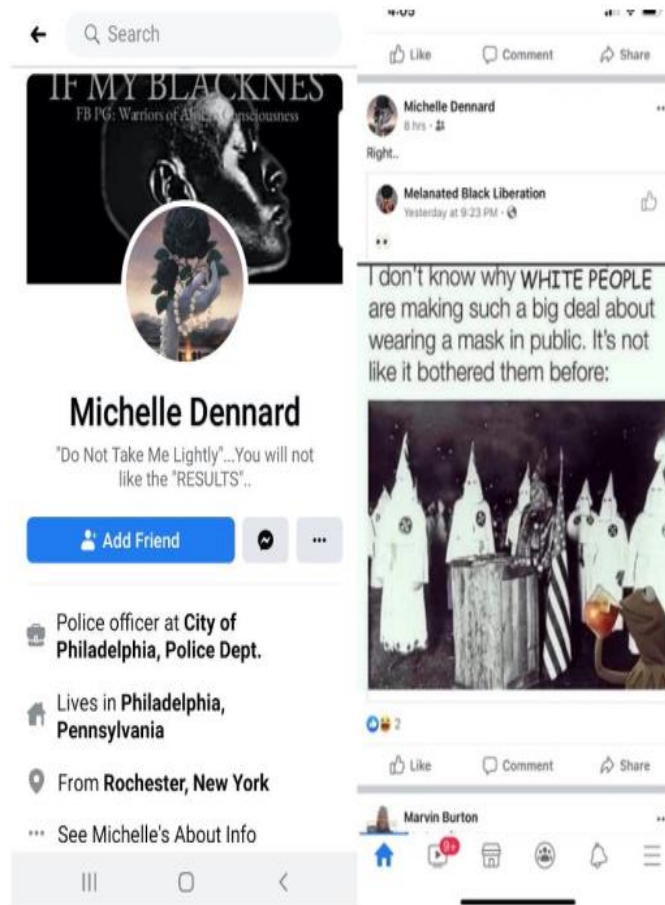 Search
IF MY BLACKNES
FB PG: Warriors of African Consciousness
Michelle Dennard
"Do Not Take Me Lightly"...You will not
like the "RESULTS"..
Add Friend
Police officer at City of
Philadelphia, Police Dept.
Lives in Philadelphia,
Pennsylvania
From Rochester, New York
See Michelle's About Info
4:05
Like Comment Share
Michelle Dennard
8 hrs
Right..
Melanated Black Liberation
Yesterday at 9:23 PM
I don't know why WHITE PEOPLE
are making such a big deal about
wearing a mask in public. It's not
like it bothered them before:
2
Like Comment Share
Marvin Burton
9+